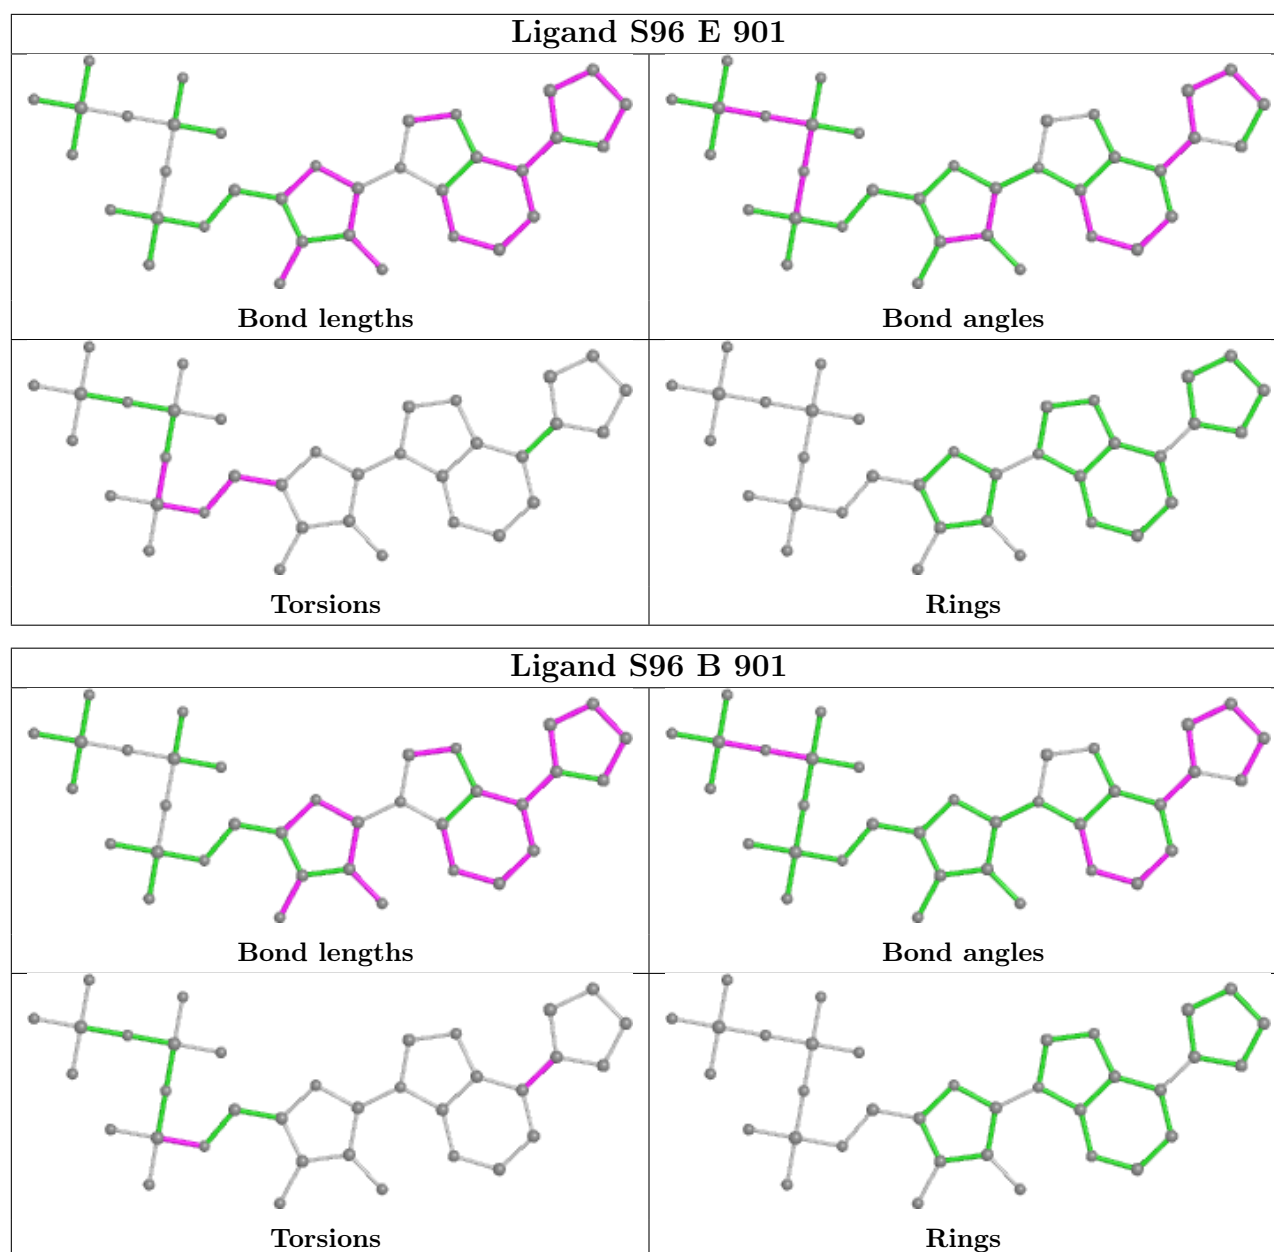 Ligand S96 E 901
Bond lengths
Bond angles
Torsions
Rings
Ligand S96 B 901
Bond lengths
Bond angles
Torsions
Rings